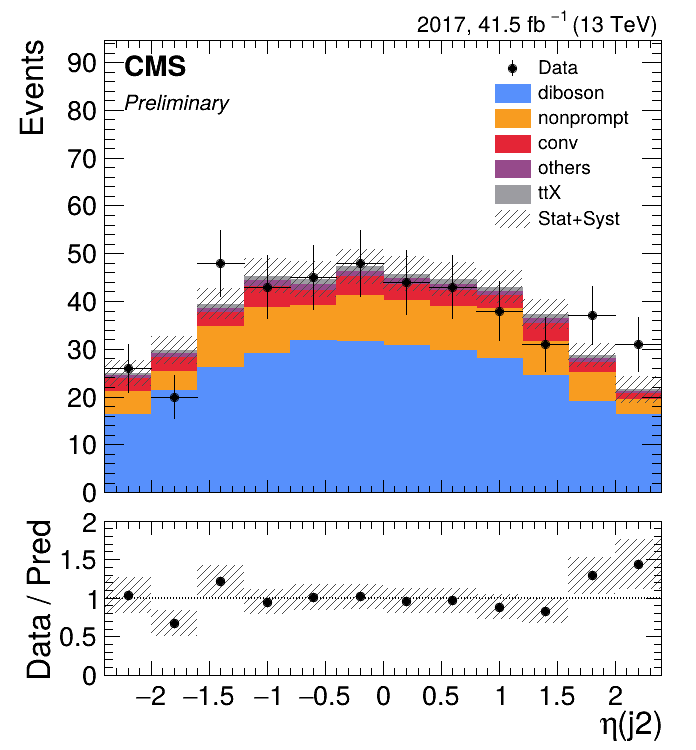 2017, 41.5 fb⁻¹ (13 TeV)
CMS
Preliminary
Events
90
80
70
60
50
40
30
20
10
0
Data
diboson
nonprompt
conv
others
ttX
Stat+Syst
Data / Pred
2
1.5
1
0.5
0
−2 −1.5 −1 −0.5 0 0.5 1 1.5 2
η(j2)